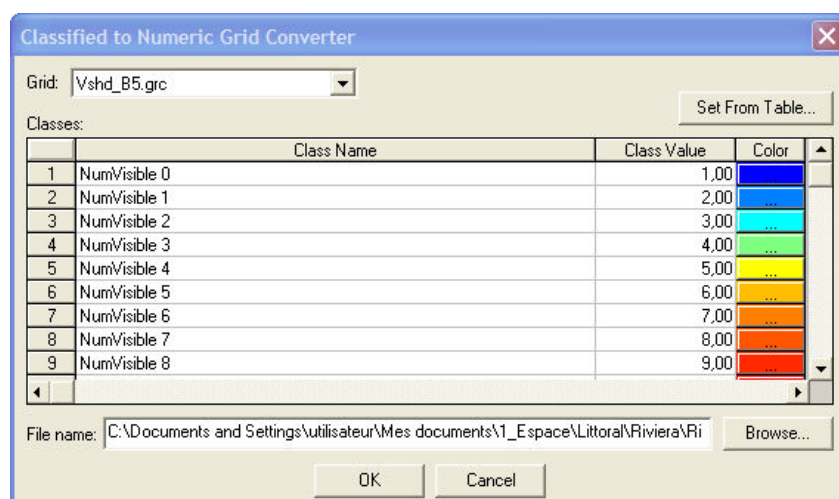 Classified to Numeric Grid Converter
Grid: Vshd_B5.grc
Set From Table...
Classes:
Class Name Class Value Color
1 NumVisible 0 1,00 ...
2 NumVisible 1 2,00 ...
3 NumVisible 2 3,00 ...
4 NumVisible 3 4,00 ...
5 NumVisible 4 5,00 ...
6 NumVisible 5 6,00 ...
7 NumVisible 6 7,00 ...
8 NumVisible 7 8,00 ...
9 NumVisible 8 9,00 ...
File name: C:\Documents and Settings\utilisateur\Mes documents\1_Espace\Littoral\Riviera\Ri Browse...
OK Cancel